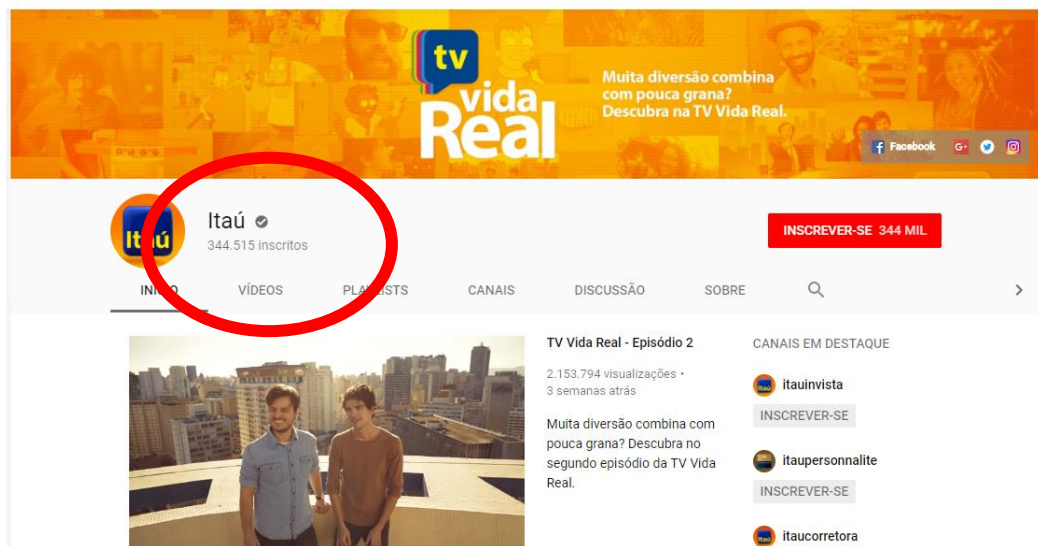 tv
vida
Real
Muita diversão combina
com pouca grana?
Descubra na TV Vida Real.
Facebook G+
Itaú
Itaú
344.515 inscritos
INSCREVER-SE 344 MIL
INÍCIO VÍDEOS PLAYLISTS CANAIS DISCUSSÃO SOBRE
TV Vida Real - Episódio 2
2.153.794 visualizações •
3 semanas atrás
Muita diversão combina com
pouca grana? Descubra no
segundo episódio da TV Vida
Real.
CANAIS EM DESTAQUE
itauinvista
INSCREVER-SE
itaupersonnalite
INSCREVER-SE
itaucorretora